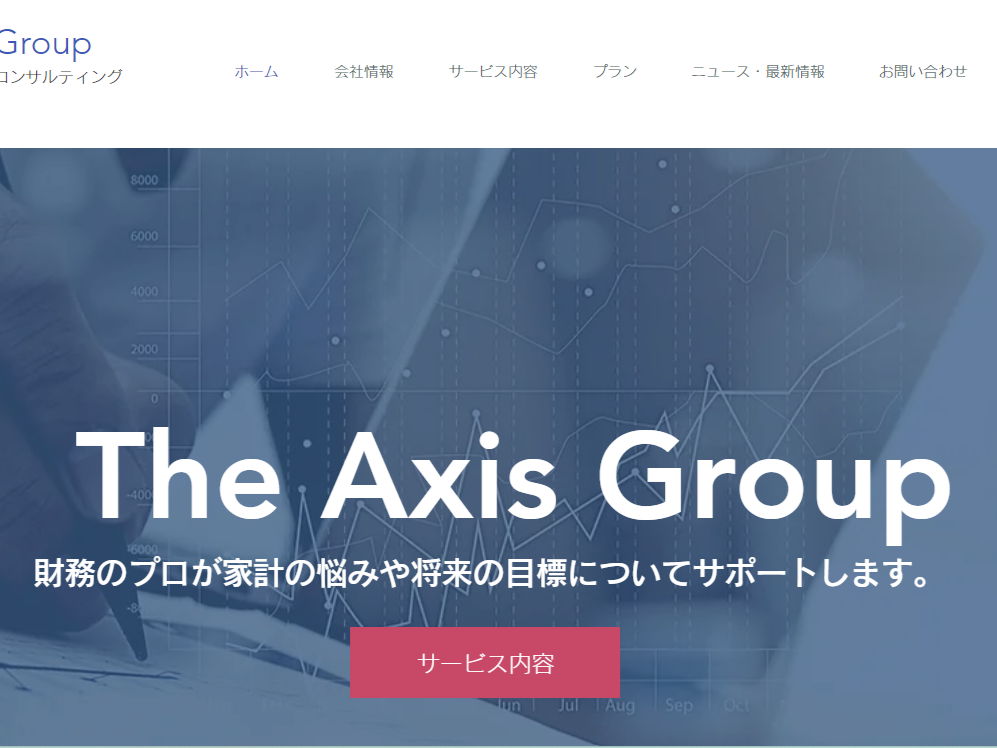 Group
コンサルティング
ホーム 会社情報 サービス内容 プラン ニュース・最新情報 お問い合わせ
8000
6000
4000
2000
0
The Axis Group
-4000
-6000
財務のプロが家計の悩みや将来の目標についてサポートします。
サービス内容
Jul Aug Sep Oct